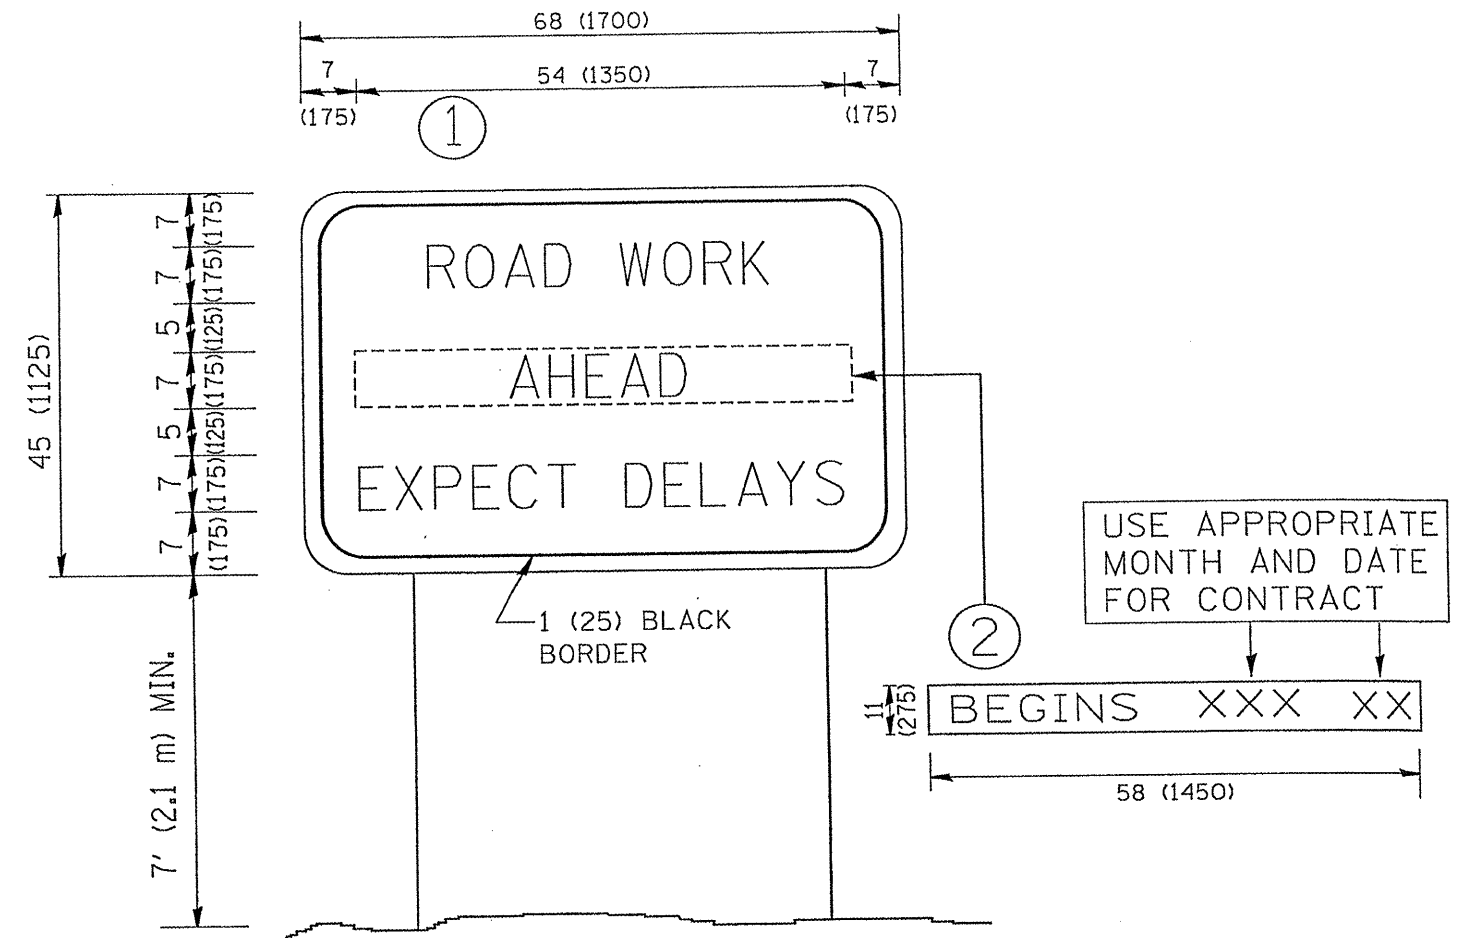 68 (1700)
7
54 (1350)
7
(175)
(175)
1
ROAD WORK
AHEAD
EXPECT DELAYS
45 (1125)
7 (175)
7 (175)
5 (125)
7 (175)
5 (125)
7 (175)
7 (175)
7' (2.1 m) MIN.
1 (25) BLACK
BORDER
2
USE APPROPRIATE
MONTH AND DATE
FOR CONTRACT
11
(275)
BEGINS XXX XX
58 (1450)